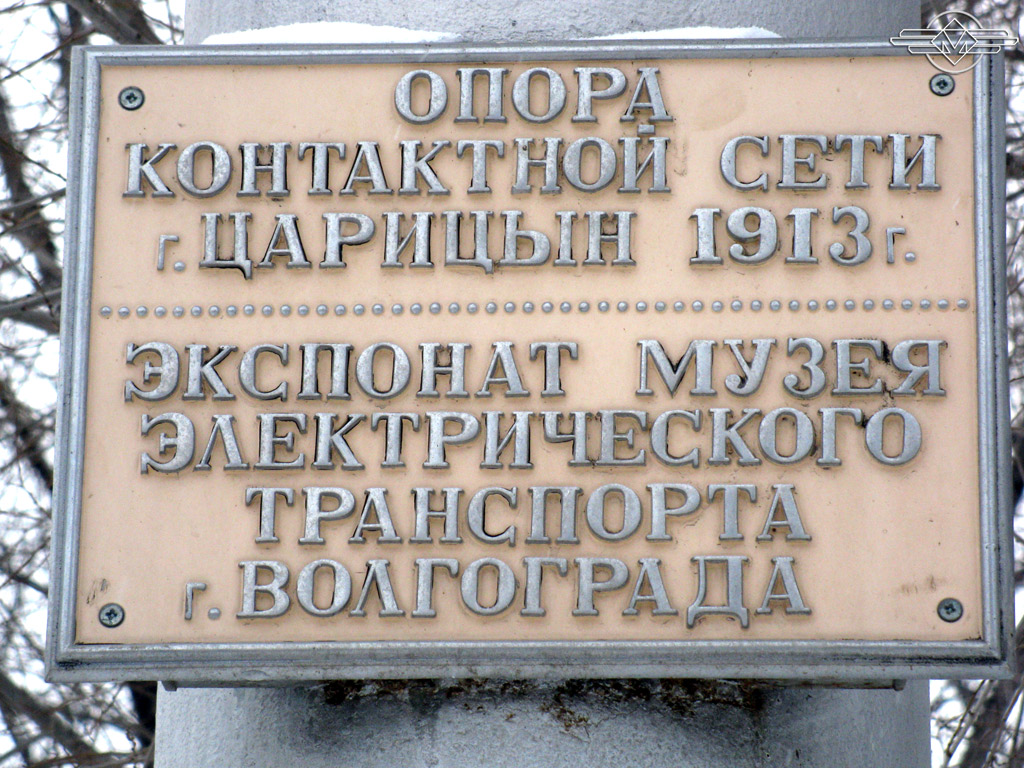 ОПОРА
КОНТАКТНОЙ СЕТИ
г. ЦАРИЦЫН 1913 г.
ЭКСПОНАТ МУЗЕЯ
ЭЛЕКТРИЧЕСКОГО
ТРАНСПОРТА
г. ВОЛГОГРАДА
M